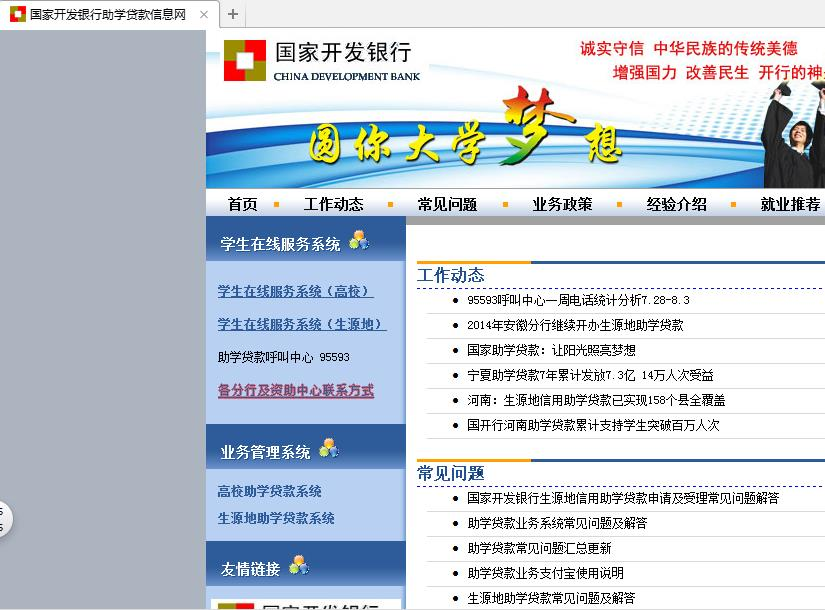 国家开发银行助学贷款信息网
国家开发银行
CHINA DEVELOPMENT BANK
诚实守信 中华民族的传统美德
增强国力 改善民生 开行的神
圆你大学梦想
首页 工作动态 常见问题 业务政策 经验介绍 就业推荐
学生在线服务系统
学生在线服务系统（高校）
学生在线服务系统（生源地）
助学贷款呼叫中心 95593
各分行及资助中心联系方式
业务管理系统
高校助学贷款系统
生源地助学贷款系统
友情链接
工作动态
95593呼叫中心一周电话统计分析7.28-8.3
2014年安徽分行继续开办生源地助学贷款
国家助学贷款：让阳光照亮梦想
宁夏助学贷款7年累计发放7.3亿 14万人次受益
河南：生源地信用助学贷款已实现158个县全覆盖
国开行河南助学贷款累计支持学生突破百万人次
常见问题
国家开发银行生源地信用助学贷款申请及受理常见问题解答
助学贷款业务系统常见问题及解答
助学贷款常见问题汇总更新
助学贷款业务支付宝使用说明
生源地助学贷款常见问题及解答